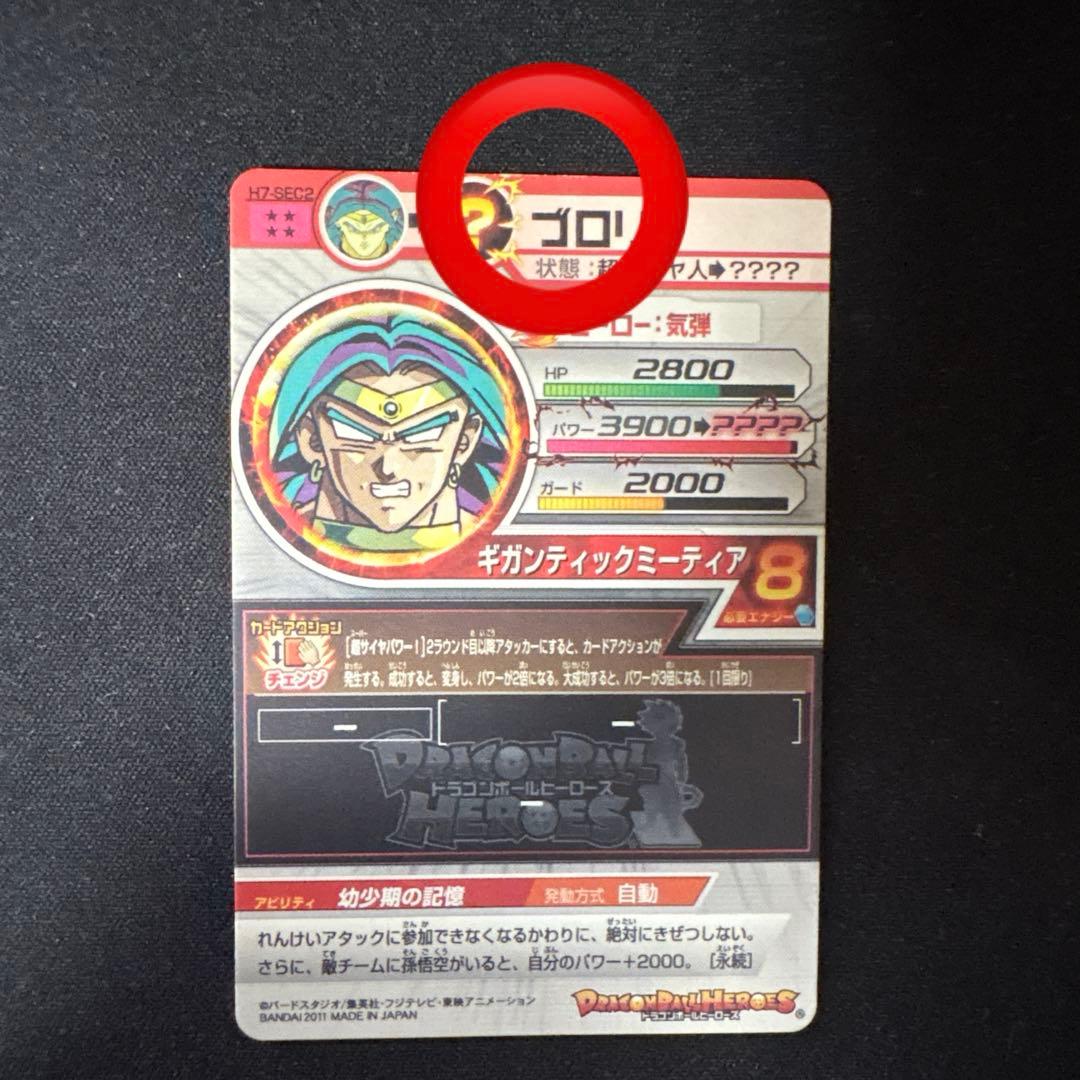 H7-SEC2
ブロリー
状態:超サイヤ人➡????
ヒーロー:気弾
HP 2800
パワー 3900➡????
ガード 2000
ギガンティックミーティア 8
必要エナジー
カードアクション
チェンジ
[超サイヤパワー!]2ラウンド目以降アタッカーにすると、カードアクションが
発生する。成功すると、変身し、パワーが2倍になる。大成功すると、パワーが3倍になる。[1回限り]
DRAGON BALL
ドラゴンボールヒーローズ
HEROES
アビリティ 幼少期の記憶 発動方式 自動
れんけいアタックに参加できなくなるかわりに、絶対にきぜつしない。
さらに、敵チームに孫悟空がいると、自分のパワー+2000。[永続]
©バードスタジオ/集英社・フジテレビ・東映アニメーション
BANDAI 2011 MADE IN JAPAN
DRAGON BALL HEROES
ドラゴンボールヒーローズ